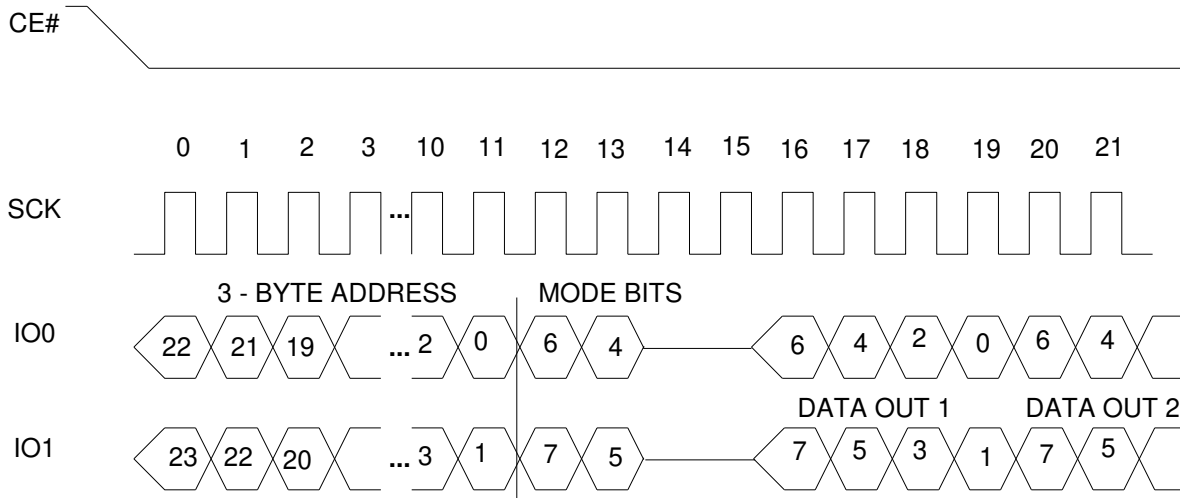 CE#
0 1 2 3 10 11 12 13 14 15 16 17 18 19 20 21
SCK ...
3 - BYTE ADDRESS MODE BITS
IO0 22 21 19 ... 2 0 6 4 6 4 2 0 6 4
DATA OUT 1 DATA OUT 2
IO1 23 22 20 ... 3 1 7 5 7 5 3 1 7 5